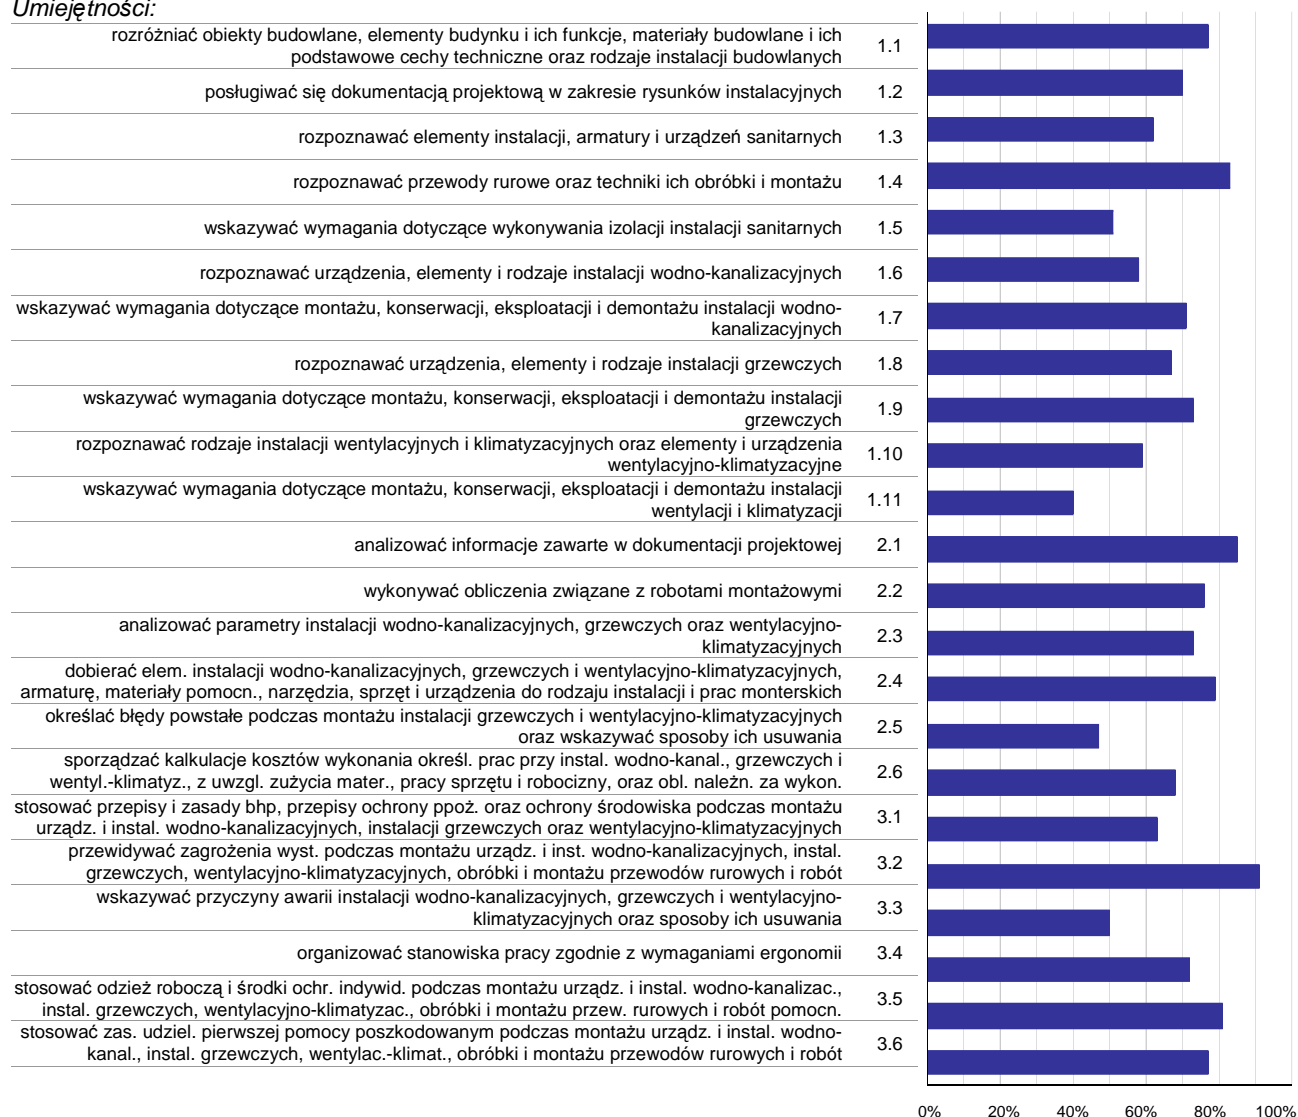 Umiejętności:
rozróżniać obiekty budowlane, elementy budynku i ich funkcje, materiały budowlane i ich
podstawowe cechy techniczne oraz rodzaje instalacji budowlanych
1.1
posługiwać się dokumentacją projektową w zakresie rysunków instalacyjnych
1.2
rozpoznawać elementy instalacji, armatury i urządzeń sanitarnych
1.3
rozpoznawać przewody rurowe oraz techniki ich obróbki i montażu
1.4
wskazywać wymagania dotyczące wykonywania izolacji instalacji sanitarnych
1.5
rozpoznawać urządzenia, elementy i rodzaje instalacji wodno-kanalizacyjnych
1.6
wskazywać wymagania dotyczące montażu, konserwacji, eksploatacji i demontażu instalacji wodno-
kanalizacyjnych
1.7
rozpoznawać urządzenia, elementy i rodzaje instalacji grzewczych
1.8
wskazywać wymagania dotyczące montażu, konserwacji, eksploatacji i demontażu instalacji
grzewczych
1.9
rozpoznawać rodzaje instalacji wentylacyjnych i klimatyzacyjnych oraz elementy i urządzenia
wentylacyjno-klimatyzacyjne
1.10
wskazywać wymagania dotyczące montażu, konserwacji, eksploatacji i demontażu instalacji
wentylacji i klimatyzacji
1.11
analizować informacje zawarte w dokumentacji projektowej
2.1
wykonywać obliczenia związane z robotami montażowymi
2.2
analizować parametry instalacji wodno-kanalizacyjnych, grzewczych oraz wentylacyjno-
klimatyzacyjnych
2.3
dobierać elem. instalacji wodno-kanalizacyjnych, grzewczych i wentylacyjno-klimatyzacyjnych,
armaturę, materiały pomocn., narzędzia, sprzęt i urządzenia do rodzaju instalacji i prac monterskich
2.4
określać błędy powstałe podczas montażu instalacji grzewczych i wentylacyjno-klimatyzacyjnych
oraz wskazywać sposoby ich usuwania
2.5
sporządzać kalkulacje kosztów wykonania określ. prac przy instal. wodno-kanal., grzewczych i
wentyl.-klimatyz., z uwzgl. zużycia mater., pracy sprzętu i robocizny, oraz obl. należn. za wykon.
2.6
stosować przepisy i zasady bhp, przepisy ochrony ppoż. oraz ochrony środowiska podczas montażu
urządz. i instal. wodno-kanalizacyjnych, instalacji grzewczych oraz wentylacyjno-klimatyzacyjnych
3.1
przewidywać zagrożenia wyst. podczas montażu urządz. i inst. wodno-kanalizacyjnych, instal.
grzewczych, wentylacyjno-klimatyzacyjnych, obróbki i montażu przewodów rurowych i robót
3.2
wskazywać przyczyny awarii instalacji wodno-kanalizacyjnych, grzewczych i wentylacyjno-
klimatyzacyjnych oraz sposoby ich usuwania
3.3
organizować stanowiska pracy zgodnie z wymaganiami ergonomii
3.4
stosować odzież roboczą i środki ochr. indywid. podczas montażu urządz. i instal. wodno-kanalizac.,
instal. grzewczych, wentylacyjno-klimatyzac., obróbki i montażu przew. rurowych i robót pomocn.
3.5
stosować zas. udziel. pierwszej pomocy poszkodowanym podczas montażu urządz. i instal. wodno-
kanal., instal. grzewczych, wentylac.-klimat., obróbki i montażu przewodów rurowych i robót
3.6
0% 20% 40% 60% 80% 100%